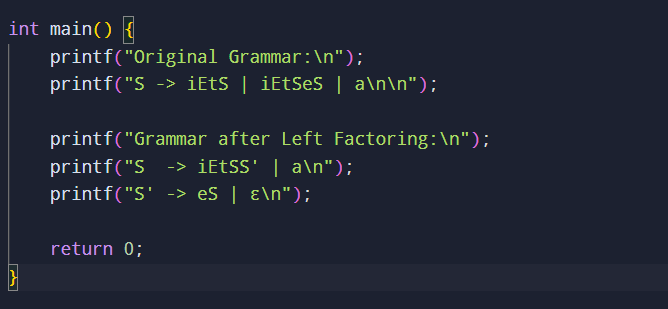 int main() {
    printf("Original Grammar:\n");
    printf("S -> iEtS | iEtSeS | a\n\n");

    printf("Grammar after Left Factoring:\n");
    printf("S  -> iEtSS' | a\n");
    printf("S' -> eS | ε\n");

    return 0;
}